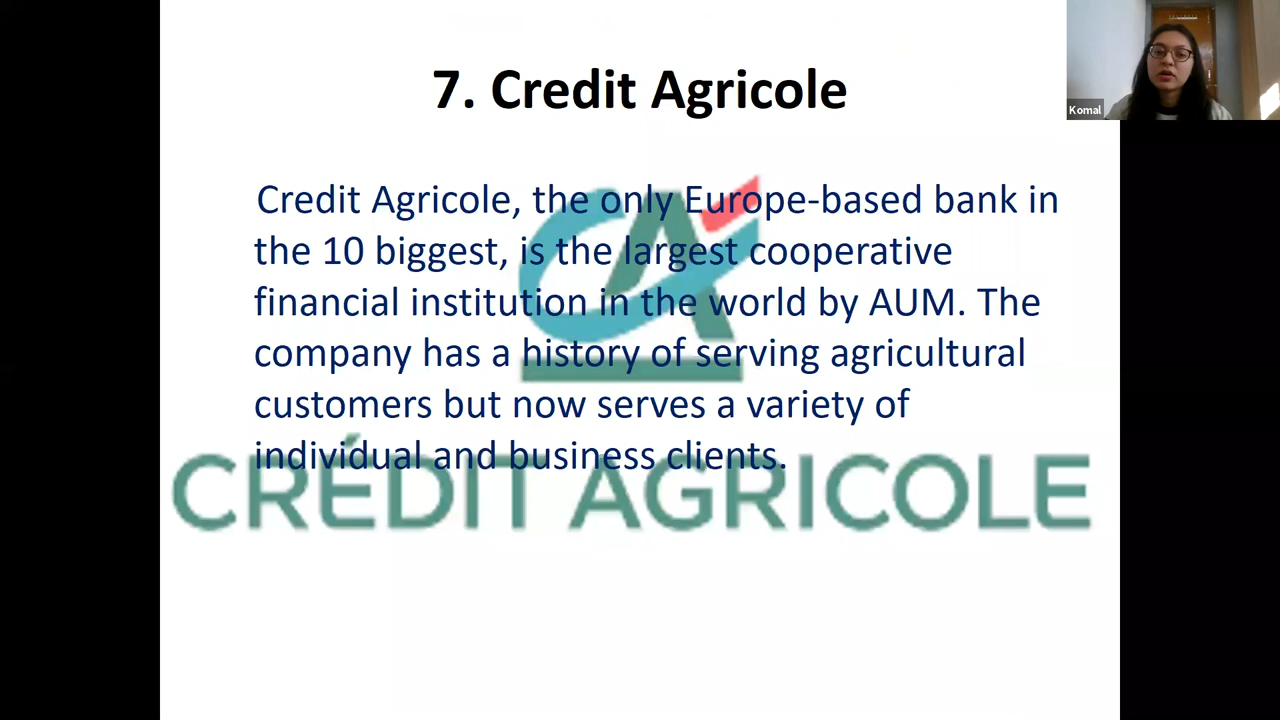 7. Credit Agricole
Komal
Credit Agricole, the only Europe-based bank in
the 10 biggest, is the largest cooperative
financial institution in the world by AUM. The
company has a history of serving agricultural
customers but now serves a variety of
individual and business clients.
CA
CRÉDIT AGRICOLE